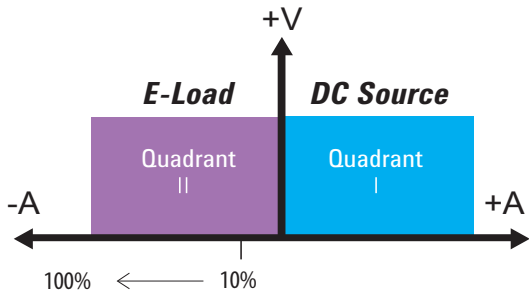 +V
E-Load DC Source
Quadrant Quadrant
II I
-A +A
100% 10%